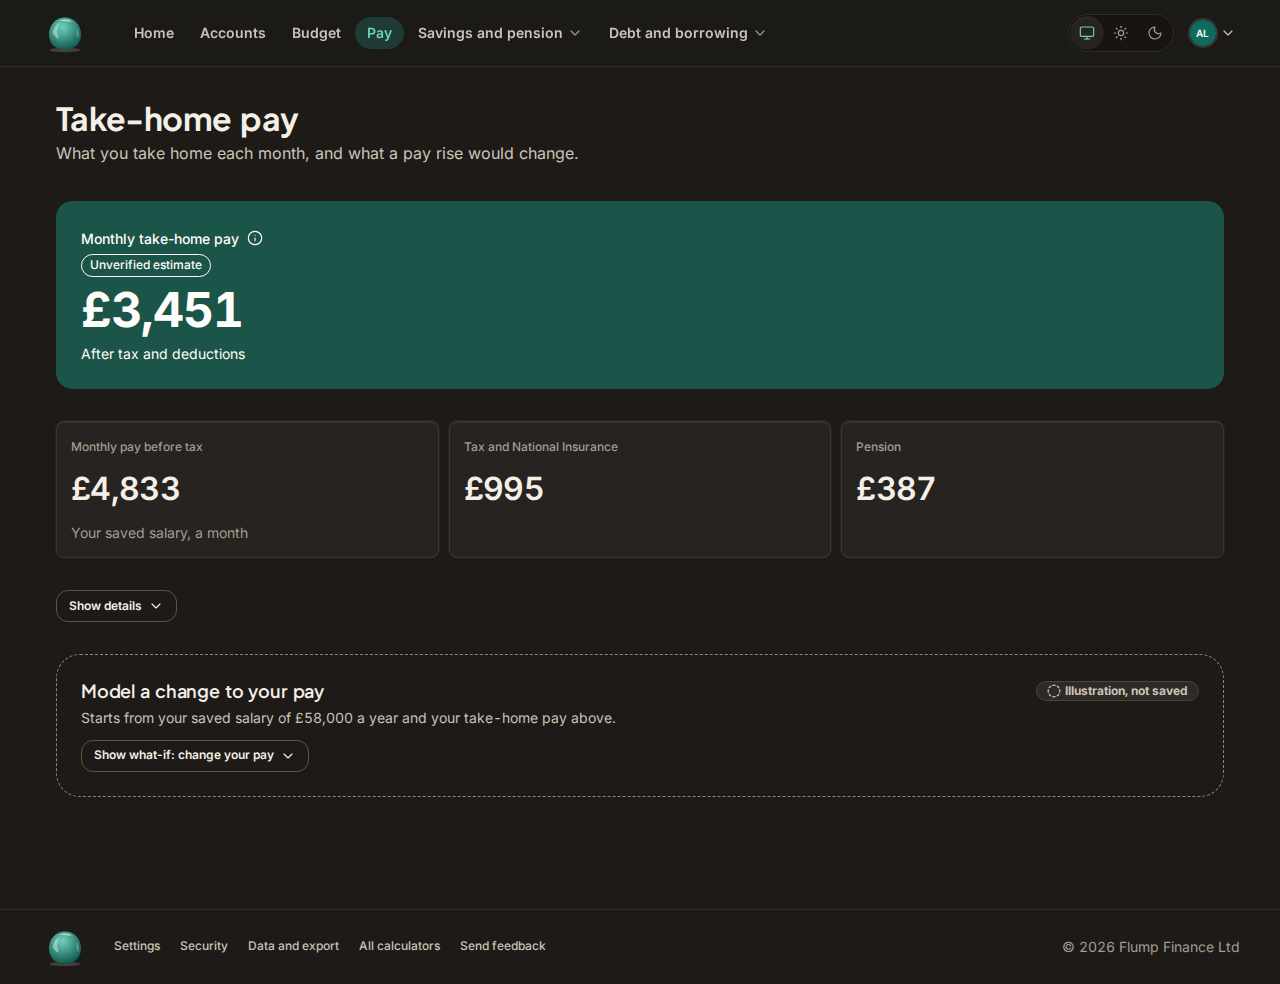 Home Accounts Budget Pay Savings and pension Debt and borrowing AL
Take-home pay
What you take home each month, and what a pay rise would change.
Monthly take-home pay
Unverified estimate
£3,451
After tax and deductions
Monthly pay before tax
£4,833
Your saved salary, a month
Tax and National Insurance
£995
Pension
£387
Show details
Model a change to your pay
Illustration, not saved
Starts from your saved salary of £58,000 a year and your take-home pay above.
Show what-if: change your pay
Settings Security Data and export All calculators Send feedback © 2026 Flump Finance Ltd